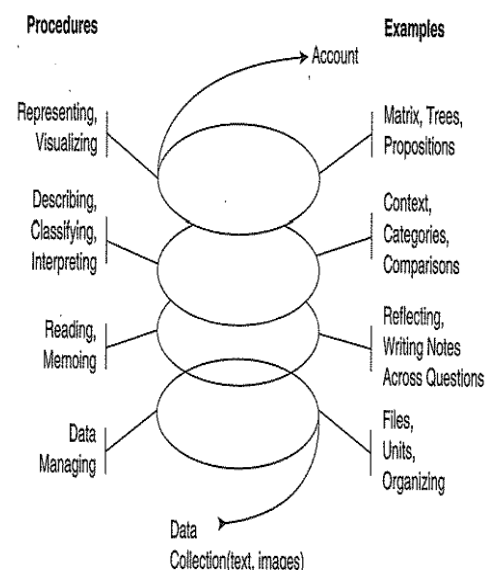 Procedures
Examples
Account
Representing,
Visualizing
Matrix, Trees,
Propositions
Describing,
Classifying,
Interpreting
Context,
Categories,
Comparisons
Reading,
Memoing
Reflecting,
Writing Notes
Across Questions
Data
Managing
Files,
Units,
Organizing
Data
Collection(text, images)